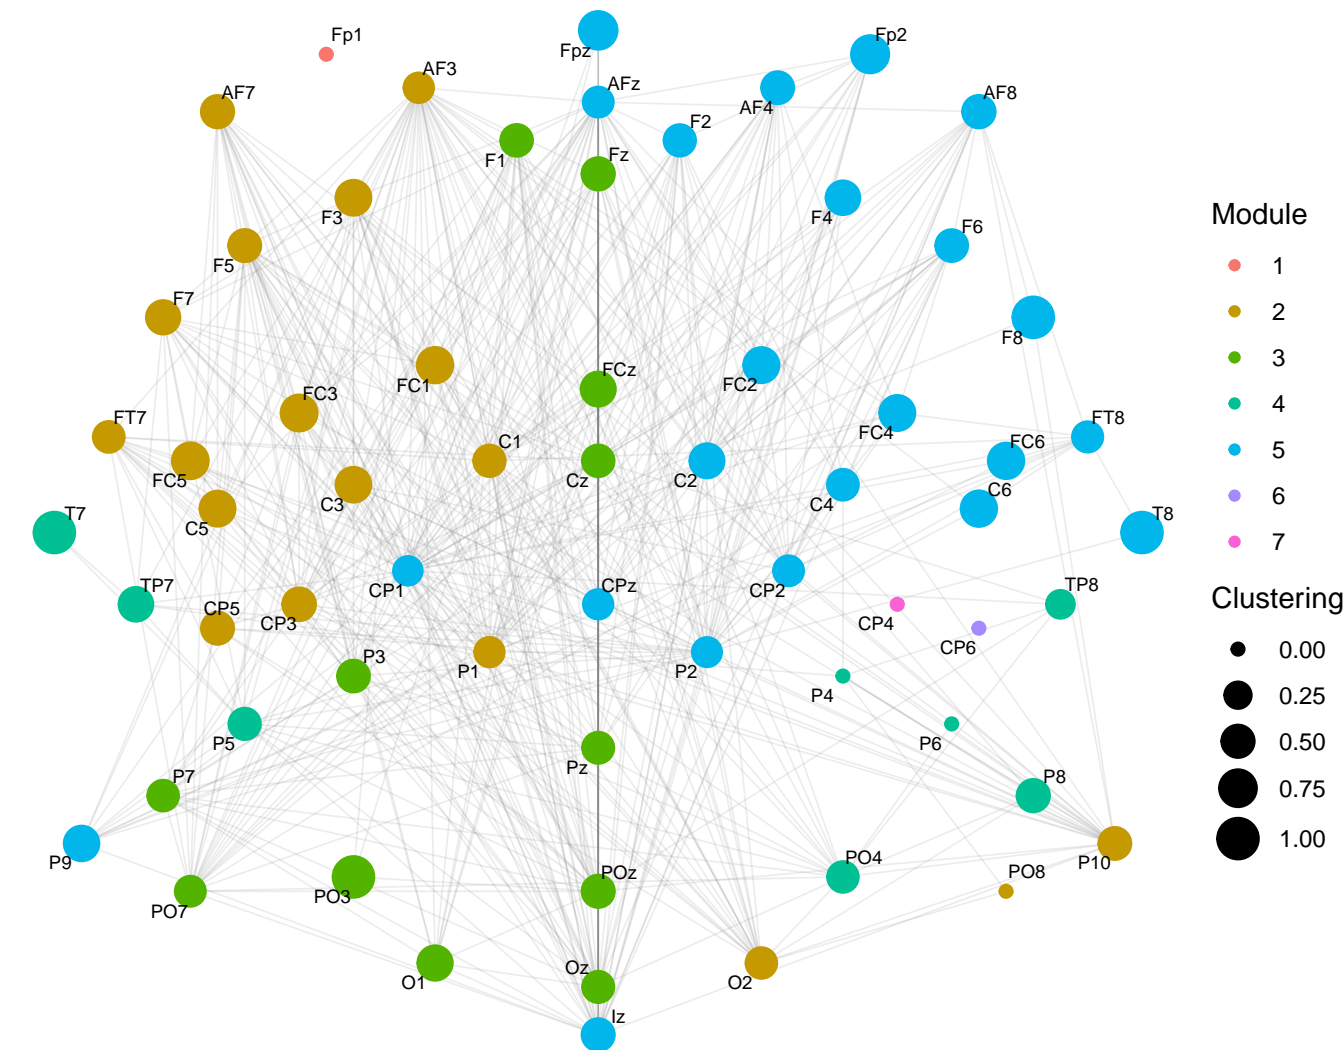 Fp1
Fpz
Fp2
AF7
AF3
AFz
AF4
AF8
F1
Fz
F2
F3
F4
F5
F6
F7
F8
FC1
FCz
FC2
FC3
FC4
FT7
FT8
FC5
FC6
C1
Cz
C2
C3
C4
C5
C6
T7
T8
CP1
CPz
CP2
TP7
TP8
CP5
CP3
CP4
CP6
P3
P1
P2
P4
P5
P6
Pz
P7
P8
P9
P10
PO7
PO3
POz
PO4
PO8
O1
Oz
O2
Iz
Module
1
2
3
4
5
6
7
Clustering
0.00
0.25
0.50
0.75
1.00